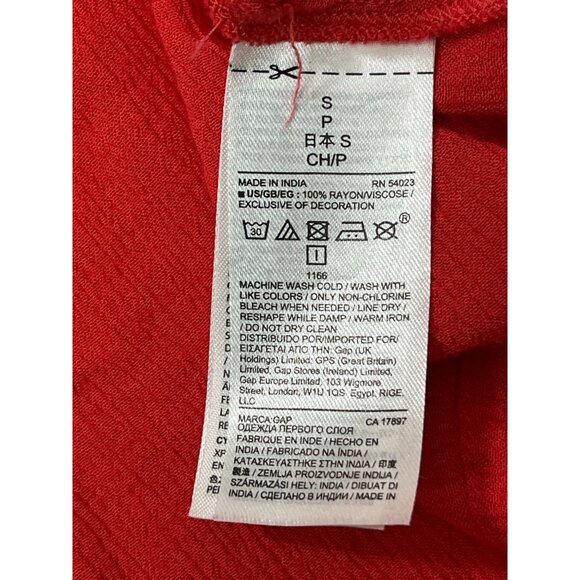 S
P
日本 S
CH/P
MADE IN INDIA RN 54023
■ US/GB/EG : 100% RAYON/VISCOSE /
EXCLUSIVE OF DECORATION
30 ®
1166
MACHINE WASH COLD / WASH WITH
LIKE COLORS / ONLY NON-CHLORINE
BLEACH WHEN NEEDED / LINE DRY /
RESHAPE WHILE DAMP / WARM IRON
/ DO NOT DRY CLEAN
DISTRIBUIDO POR/IMPORTED FOR/
ΕΙΣΑΓΕΤΑΙ ΑΠΟ ΤΗΝ: Gap (UK
Holdings) Limited: GPS (Great Britain)
Limited, Gap Stores (Ireland) Limited.
Gap Europe Limited, 103 Wigmore
Street, London, W1U 1QS. Egypt, RIGE,
LLC
MARCA GAP CA 17897
ОДЕЖДА ПЕРВОГО СЛОЯ
FABRIQUE EN INDE / HECHO EN
INDIA / FABRICADO NA ÍNDIA /
ΚΑΤΑΣΚΕΥΑΣΤΗΚΕ ΣΤΗΝ ΙΝΔΙΑ / 印度
製造 / ZEMLJA PROIZVODNJE INDIJA /
SZÁRMAZÁSI HELY: INDIA / DIBUAT DI
INDIA / СДЕЛАНО В ИНДИИ / MADE IN